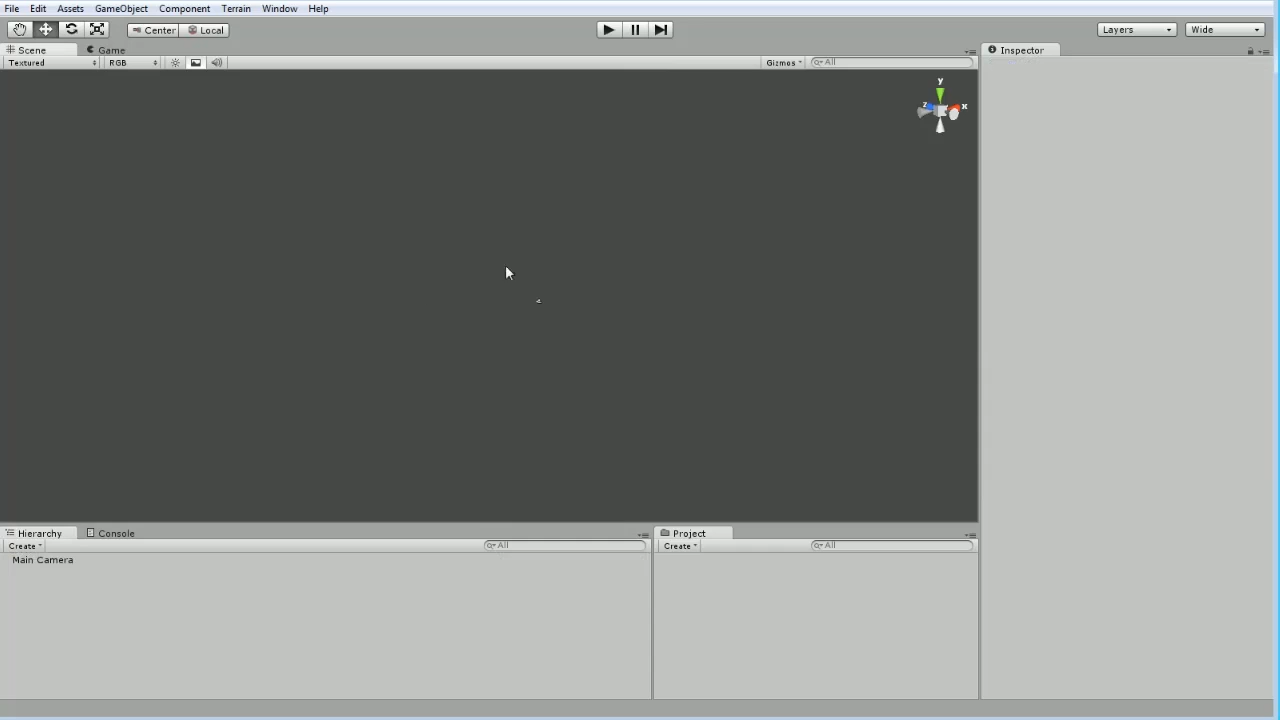 File Edit Assets GameObject Component Terrain Window Help
Center Local Layers Wide
Scene Game Inspector
Textured RGB Gizmos All
y
z x
Hierarchy Console Project
Create All Create All
Main Camera